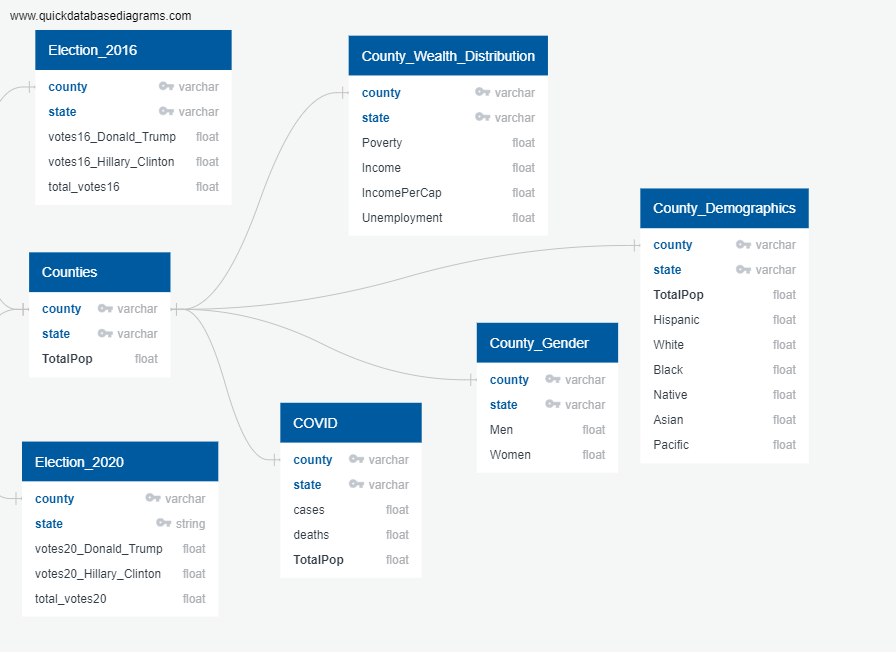 www.quickdatabasediagrams.com
Election_2016
county varchar
state varchar
votes16_Donald_Trump float
votes16_Hillary_Clinton float
total_votes16 float
County_Wealth_Distribution
county varchar
state varchar
Poverty float
Income float
IncomePerCap float
Unemployment float
County_Demographics
county varchar
state varchar
TotalPop float
Hispanic float
White float
Black float
Native float
Asian float
Pacific float
Counties
county varchar
state varchar
TotalPop float
County_Gender
county varchar
state varchar
Men float
Women float
COVID
county varchar
state varchar
cases float
deaths float
TotalPop float
Election_2020
county varchar
state string
votes20_Donald_Trump float
votes20_Hillary_Clinton float
total_votes20 float